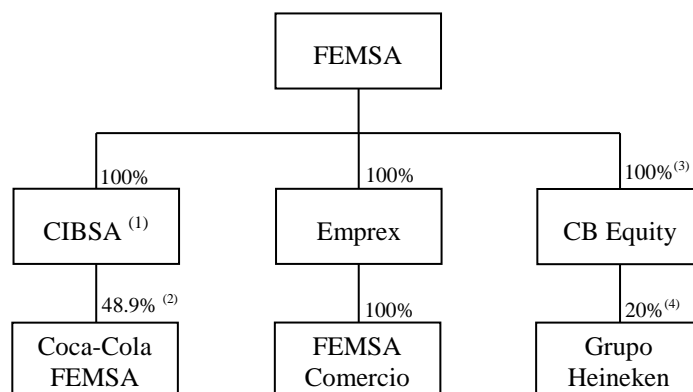 FEMSA
100%
100%
100% (3)
CIBSA (1)
Emprex
CB Equity
48.9% (2)
100%
20% (4)
Coca-Cola
FEMSA
FEMSA
Comercio
Grupo
Heineken